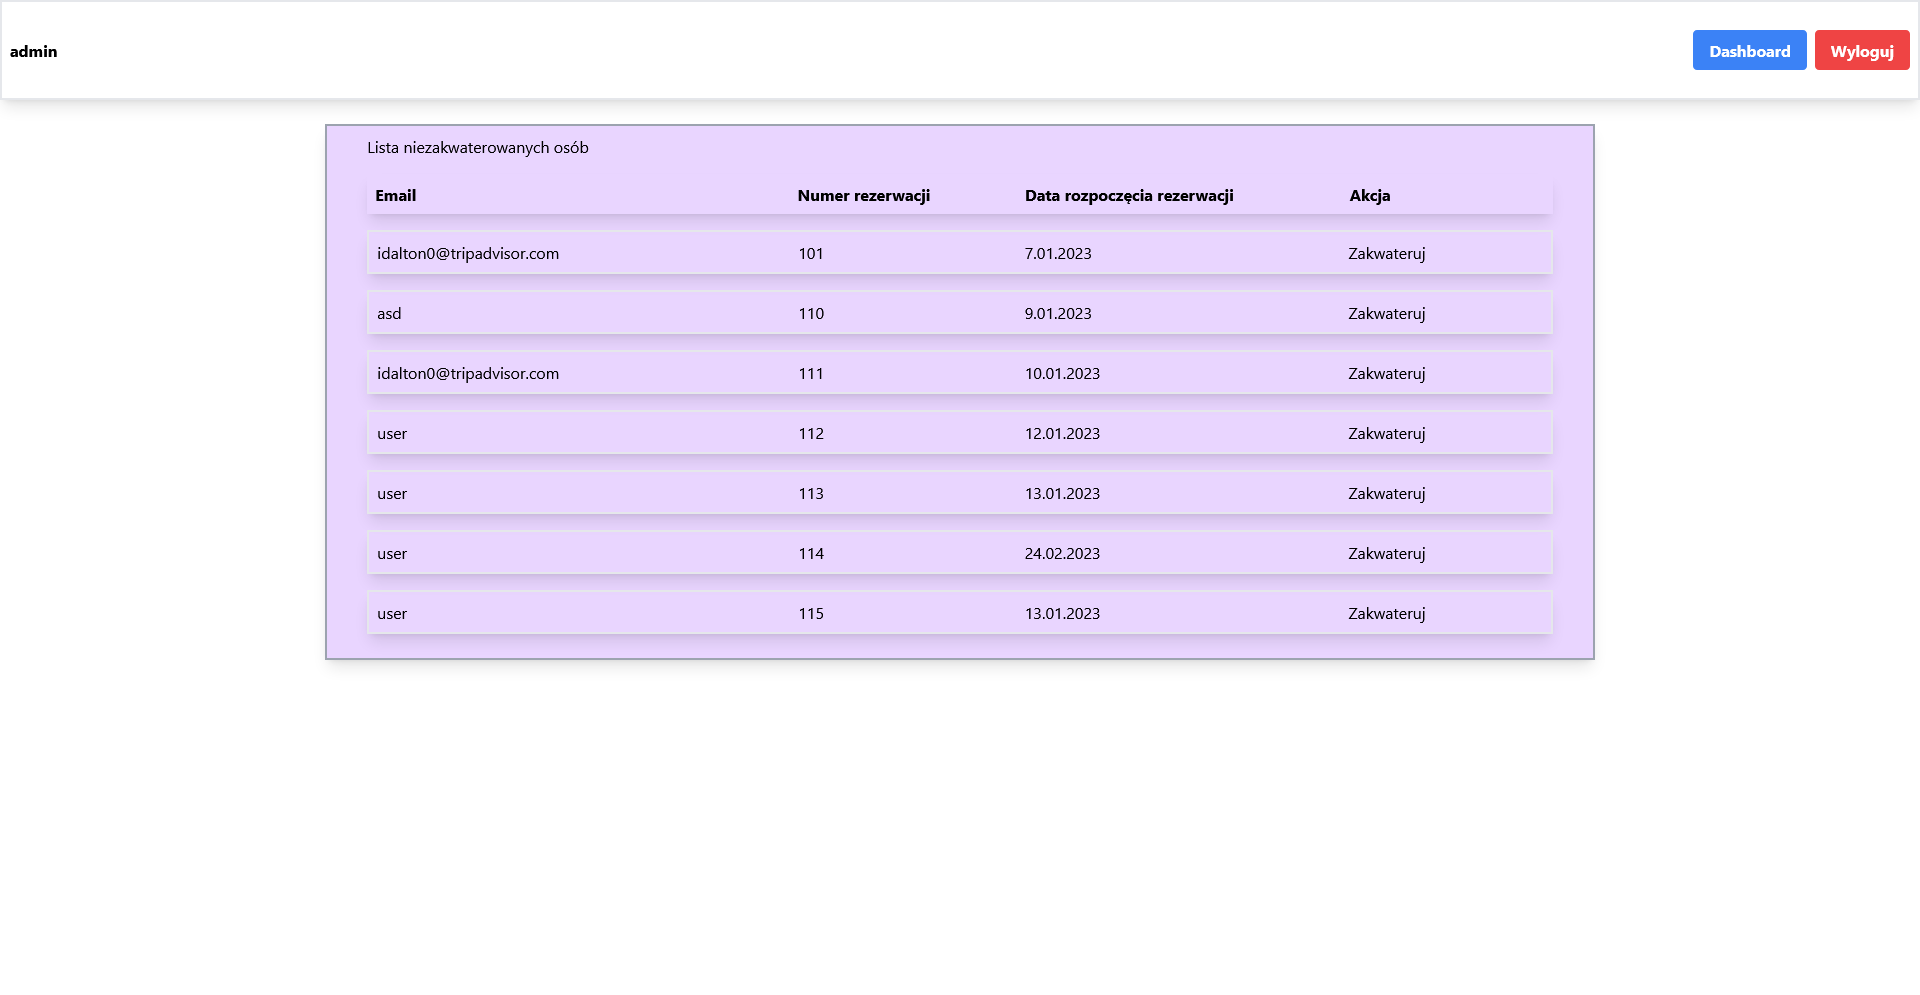 admin Dashboard Wyloguj
Lista niezakwaterowanych osób
Email Numer rezerwacji Data rozpoczęcia rezerwacji Akcja
idalton0@tripadvisor.com 101 7.01.2023 Zakwateruj
asd 110 9.01.2023 Zakwateruj
idalton0@tripadvisor.com 111 10.01.2023 Zakwateruj
user 112 12.01.2023 Zakwateruj
user 113 13.01.2023 Zakwateruj
user 114 24.02.2023 Zakwateruj
user 115 13.01.2023 Zakwateruj